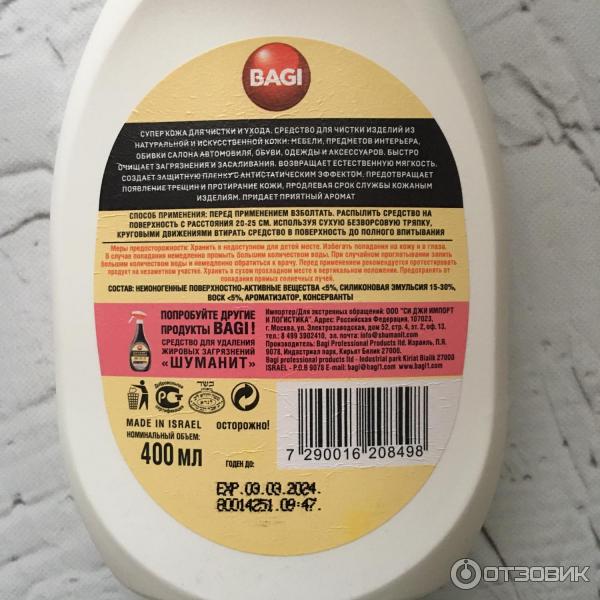 BAGI
СУПЕР КОЖА ДЛЯ ЧИСТКИ И УХОДА. СРЕДСТВО ДЛЯ ЧИСТКИ ИЗДЕЛИЙ ИЗ
НАТУРАЛЬНОЙ И ИСКУССТВЕННОЙ КОЖИ: МЕБЕЛИ, ПРЕДМЕТОВ ИНТЕРЬЕРА,
ОБИВКИ САЛОНА АВТОМОБИЛЯ, ОБУВИ, ОДЕЖДЫ И АКСЕССУАРОВ. БЫСТРО
ОЧИЩАЕТ ЗАГРЯЗНЕНИЯ И ЗАСАЛИВАНИЯ. ВОЗВРАЩАЕТ ЕСТЕСТВЕННУЮ МЯГКОСТЬ.
СОЗДАЕТ ЗАЩИТНУЮ ПЛЕНКУ С АНТИСТАТИЧЕСКИМ ЭФФЕКТОМ. ПРЕДОТВРАЩАЕТ
ПОЯВЛЕНИЕ ТРЕЩИН И ПРОТИРАНИЕ КОЖИ, ПРОДЛЕВАЯ СРОК СЛУЖБЫ КОЖАНЫМ
ИЗДЕЛИЯМ. ПРИДАЕТ ПРИЯТНЫЙ АРОМАТ
СПОСОБ ПРИМЕНЕНИЯ: ПЕРЕД ПРИМЕНЕНИЕМ ВЗБОЛТАТЬ. РАСПЫЛИТЬ СРЕДСТВО НА
ПОВЕРХНОСТЬ С РАССТОЯНИЯ 20-25 СМ. ИСПОЛЬЗУЯ СУХУЮ БЕЗВОРСОВУЮ ТРЯПКУ,
КРУГОВЫМИ ДВИЖЕНИЯМИ ВТИРАТЬ СРЕДСТВО В ПОВЕРХНОСТЬ ДО ПОЛНОГО ВПИТЫВАНИЯ
Меры предосторожности: Хранить в недоступном для детей месте. Избегать попадания на кожу и в глаза.
В случае попадания немедленно промыть большим количеством воды. При случайном проглатывании запить
большим количеством воды и немедленно обратиться к врачу. Перед применением рекомендуется протестировать
продукт на незаметном участке. Хранить в сухом прохладном месте в вертикальном положении. Предохранять от
попадания прямых солнечных лучей.
СОСТАВ: НЕИОНОГЕННЫЕ ПОВЕРХНОСТНО-АКТИВНЫЕ ВЕЩЕСТВА <5%, СИЛИКОНОВАЯ ЭМУЛЬСИЯ 15-30%,
ВОСК <5%, АРОМАТИЗАТОР, КОНСЕРВАНТЫ
ПОПРОБУЙТЕ ДРУГИЕ
ПРОДУКТЫ BAGI!
СРЕДСТВО ДЛЯ УДАЛЕНИЯ
ЖИРОВЫХ ЗАГРЯЗНЕНИЙ
«ШУМАНИТ»
Импортер/Для экстренных обращений: ООО "СИ ДЖИ ИМПОРТ
И ЛОГИСТИКА". Адрес: Российская Федерация, 107023,
г. Москва, ул. Электрозаводская, дом 52, стр. 4, эт. 2, оф. 13,
тел.: 8 499 3902410, эл. почта: info@shumanit.com
Производитель: Bagi Professional Products ltd, Израиль, П.Я.
9078, Индастриал парк, Кирьят Белик 27000.
Bagi professional products ltd - Industrial park Kiriat Bialik 27000
ISRAEL - P.O.B 9078 E-mail: bagi@bagi1.com www.bagi1.com
Добровольная
РС
сертификация
כשר
MADE IN ISRAEL
НОМИНАЛЬНЫЙ ОБЪЕМ:
400 МЛ
ОСТОРОЖНО!
ГОДЕН ДО:
7 290016 208498
EXP. 03.03.2024.
80014251.09:47.
ОТЗОВИК